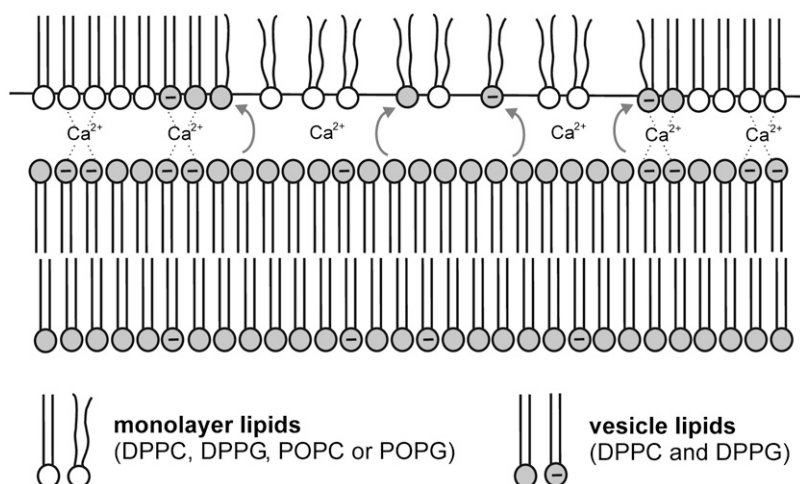 Ca2+ Ca2+ Ca2+ Ca2+ Ca2+ Ca2+
monolayer lipids
(DPPC, DPPG, POPC or POPG)
vesicle lipids
(DPPC and DPPG)